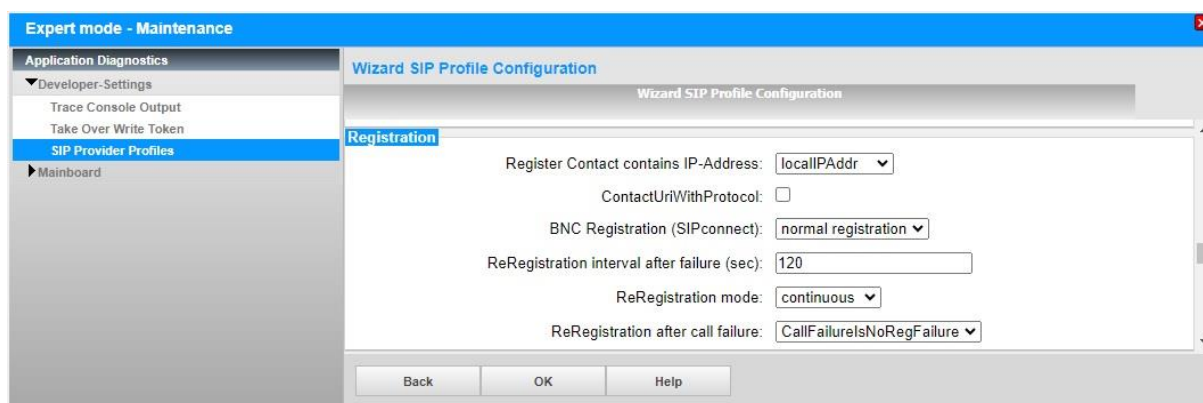 Expert mode - Maintenance
Application Diagnostics
Developer-Settings
Trace Console Output
Take Over Write Token
SIP Provider Profiles
Mainboard
Wizard SIP Profile Configuration
Wizard SIP Profile Configuration
Registration
Register Contact contains IP-Address: localIPAddr
ContactUriWithProtocol:
BNC Registration (SIPconnect): normal registration
ReRegistration interval after failure (sec): 120
ReRegistration mode: continuous
ReRegistration after call failure: CallFailureIsNoRegFailure
Back OK Help